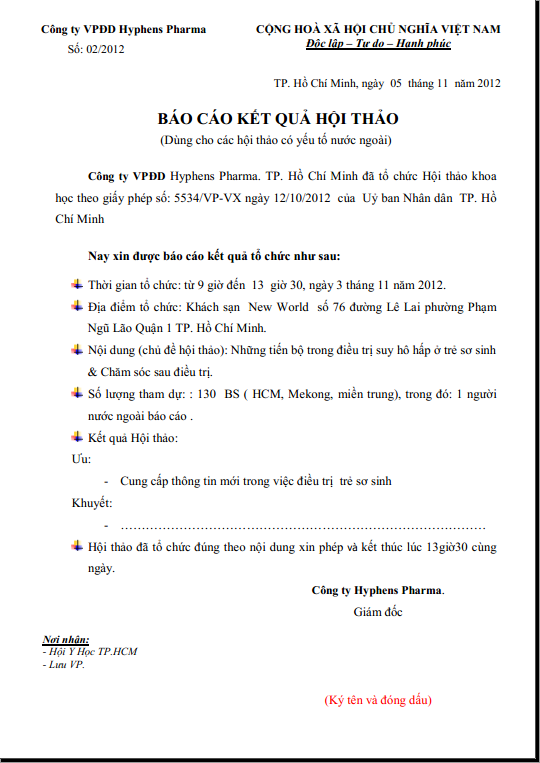 Công ty VPĐD Hyphens Pharma
CỘNG HOÀ XÃ HỘI CHỦ NGHĨA VIỆT NAM
Số: 02/2012
Độc lập – Tự do – Hạnh phúc
TP. Hồ Chí Minh, ngày 05 tháng 11 năm 2012
BÁO CÁO KẾT QUẢ HỘI THẢO
(Dùng cho các hội thảo có yếu tố nước ngoài)
Công ty VPĐD Hyphens Pharma. TP. Hồ Chí Minh đã tổ chức Hội thảo khoa
học theo giấy phép số: 5534/VP-VX ngày 12/10/2012 của Uỷ ban Nhân dân TP. Hồ
Chí Minh
Nay xin được báo cáo kết quả tổ chức như sau:
Thời gian tổ chức: từ 9 giờ đến 13 giờ 30, ngày 3 tháng 11 năm 2012.
Địa điểm tổ chức: Khách sạn New World số 76 đường Lê Lai phường Phạm
Ngũ Lão Quận 1 TP. Hồ Chí Minh.
Nội dung (chủ đề hội thảo): Những tiến bộ trong điều trị suy hô hấp ở trẻ sơ sinh
& Chăm sóc sau điều trị.
Số lượng tham dự: : 130 BS ( HCM, Mekong, miền trung), trong đó: 1 người
nước ngoài báo cáo .
Kết quả Hội thảo:
Ưu:
- Cung cấp thông tin mới trong việc điều trị trẻ sơ sinh
Khuyết:
- ……………………………………………………………………………
Hội thảo đã tổ chức đúng theo nội dung xin phép và kết thúc lúc 13giờ30 cùng
ngày.
Công ty Hyphens Pharma.
Giám đốc
Nơi nhận:
- Hội Y Học TP.HCM
- Lưu VP.
(Ký tên và đóng dấu)